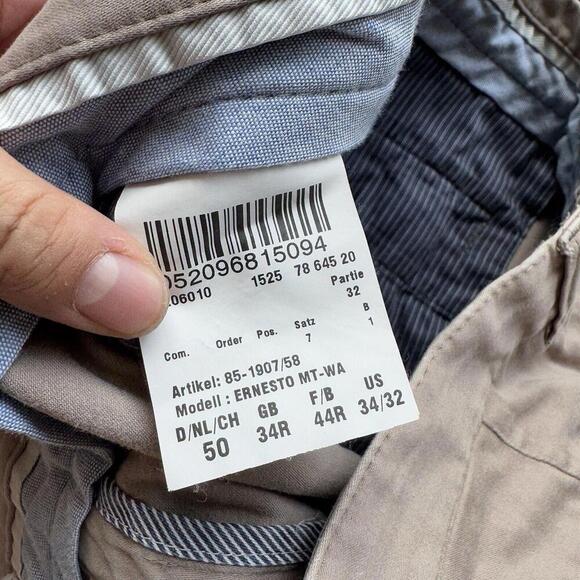 052096815094
06010 1525 78 645 20
Partie
32
Com. Order Pos. Satz B
7 1
Artikel: 85-1907/58
Modell : ERNESTO MT-WA
D/NL/CH GB F/B US
50 34R 44R 34/32